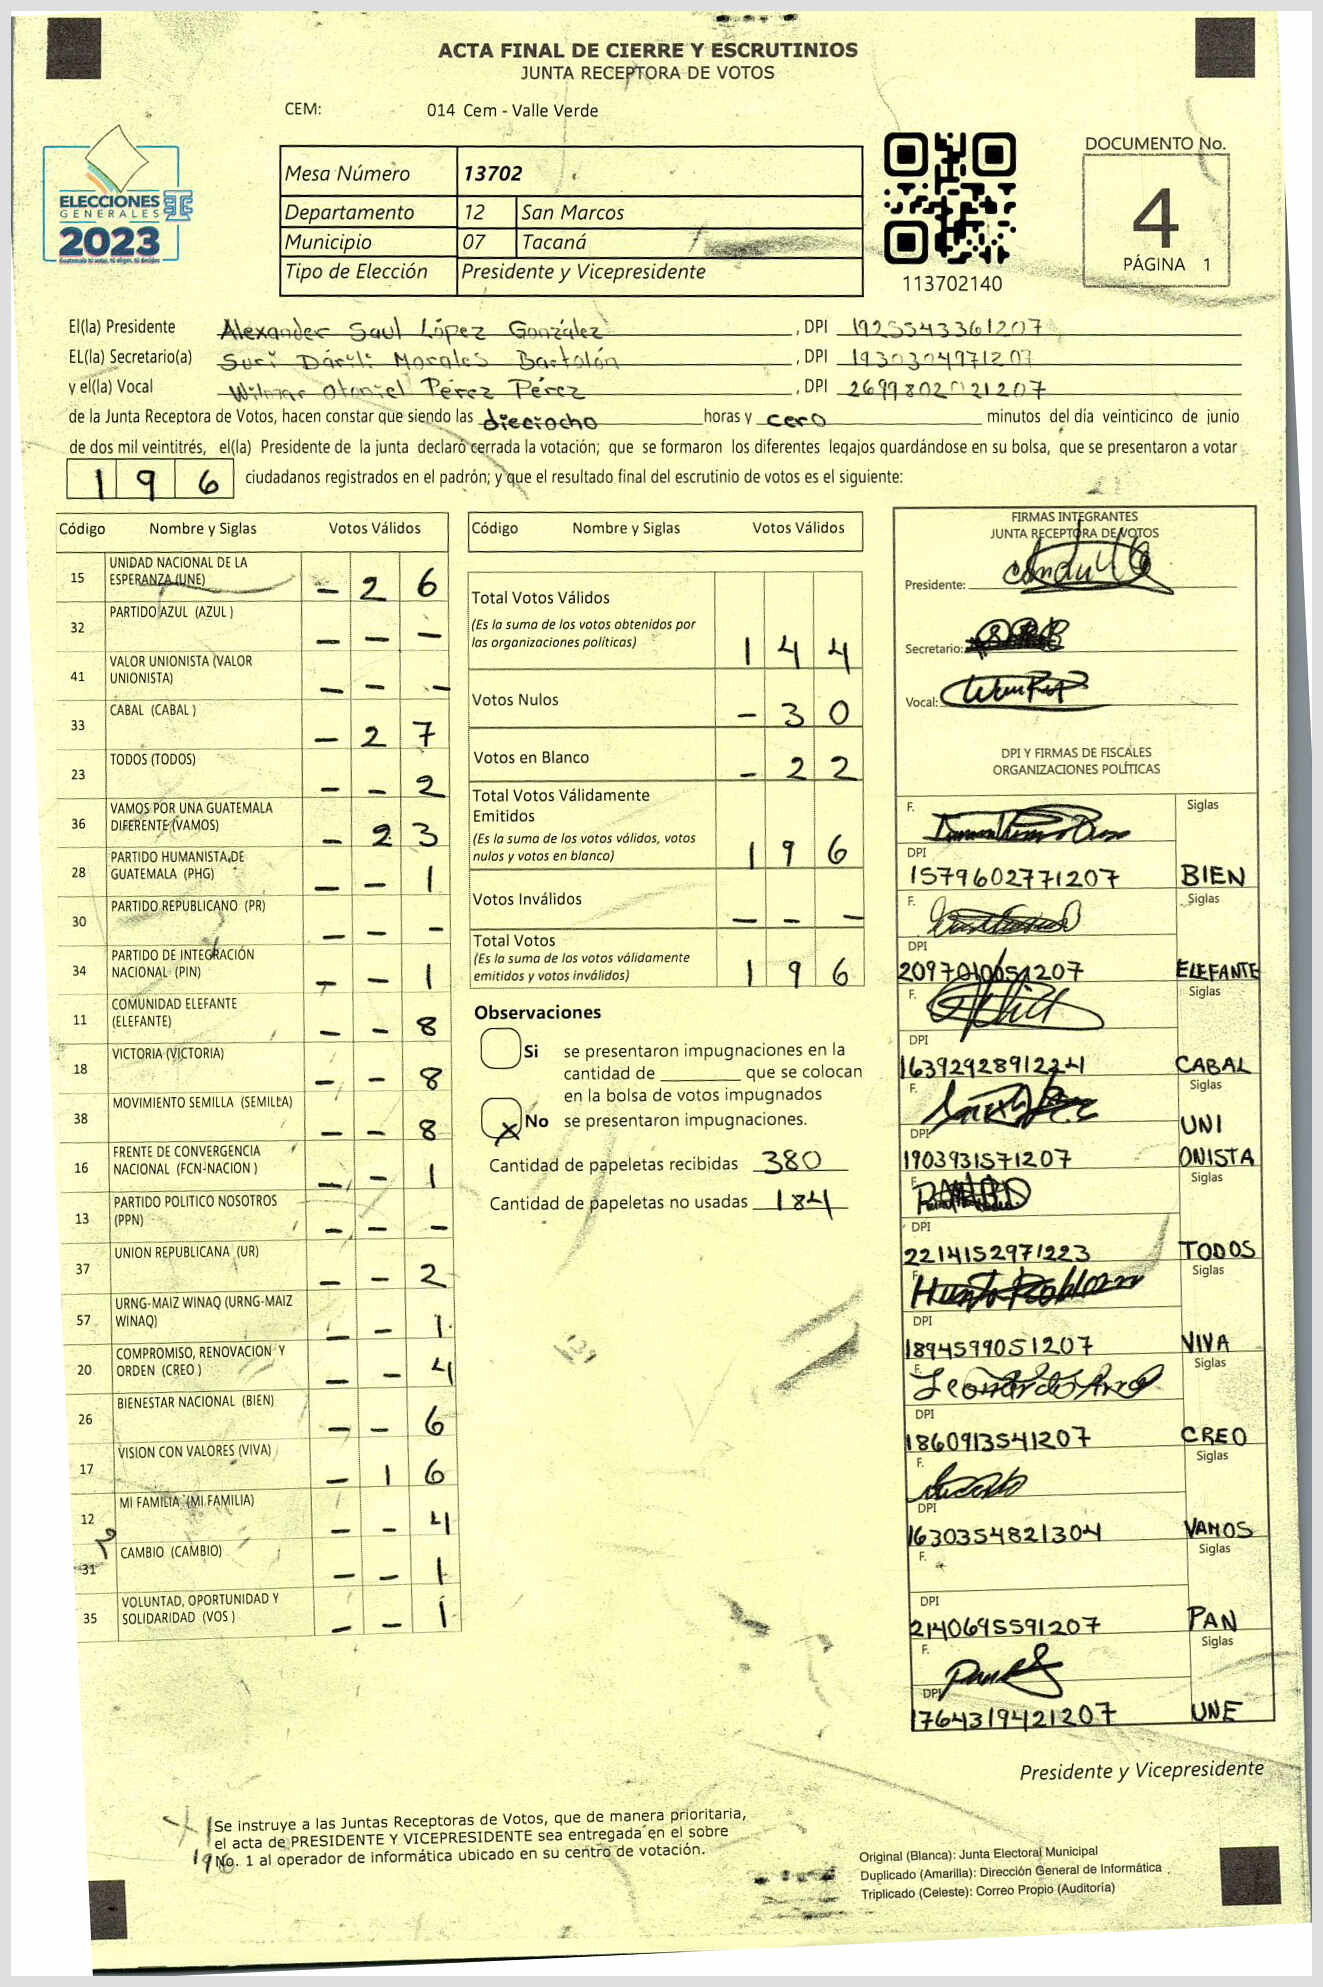 ACTA FINAL DE CIERRE Y ESCRUTINIOS
JUNTA RECEPTORA DE VOTOS
CEM: 014 Cem - Valle Verde
ELECCIONES
GENERALES
2023
Mesa Número 13702
Departamento 12 San Marcos
Municipio 07 Tacaná
Tipo de Elección Presidente y Vicepresidente
113702140
DOCUMENTO No.
4
PÁGINA 1
El(la) Presidente Alexander Saul López González, DPI 1925543361207
EL(la) Secretario(a) Morales Bartolón, DPI 1930304971207
y el(la) Vocal Wilmar Otoniel Pérez Pérez, DPI
de la Junta Receptora de Votos, hacen constar que siendo las dieciocho horas y cero minutos del día veinticinco de junio
de dos mil veintitrés, el(la) Presidente de la junta declaró cerrada la votación; que se formaron los diferentes legajos quardándose en su bolsa, que se presentaron a votar
196 ciudadanos registrados en el padrón; y que el resultado final del escrutinio de votos es el siguiente:
Código Nombre y Siglas Votos Válidos
15 UNIDAD NACIONAL DE LA
ESPERANZA (UNE) - 2 6
32 PARTIDO AZUL (AZUL ) - - -
41 VALOR UNIONISTA (VALOR
UNIONISTA) - - -
33 CABAL (CABAL ) - 2 7
23 TODOS (TODOS) - - 2
36 VAMOS POR UNA GUATEMALA
DIFERENTE (VAMOS) - 2 3
28 PARTIDO HUMANISTA DE
GUATEMALA (PHG) - - 1
30 PARTIDO REPUBLICANO (PR) - - -
34 PARTIDO DE INTEGRACIÓN
NACIONAL (PIN) - - 1
11 COMUNIDAD ELEFANTE
(ELEFANTE) - - 8
18 VICTORIA (VICTORIA) - - 8
38 MOVIMIENTO SEMILLA (SEMILLA) - - 8
16 FRENTE DE CONVERGENCIA
NACIONAL (FCN-NACION ) - - 1
13 PARTIDO POLITICO NOSOTROS
(PPN) - - -
37 UNION REPUBLICANA (UR) - - 2
57 URNG-MAIZ WINAQ (URNG-MAIZ
WINAQ) - - 1
20 COMPROMISO, RENOVACION Y
ORDEN (CREO ) - - 4
26 BIENESTAR NACIONAL (BIEN) - - 6
17 VISION CON VALORES (VIVA) - 1 6
12 MI FAMILIA (MI FAMILIA) - - 4
31 CAMBIO (CAMBIO) - - 1
35 VOLUNTAD, OPORTUNIDAD Y
SOLIDARIDAD (VOS ) - - 1
Código Nombre y Siglas Votos Válidos
Total Votos Válidos
(Es la suma de los votos obtenidos por
las organizaciones políticas) 1 4 4
Votos Nulos - 3 0
Votos en Blanco - 2 2
Total Votos Válidamente
Emitidos
(Es la suma de los votos válidos, votos
nulos y votos en blanco) 1 9 6
Votos Inválidos - - -
Total Votos
(Es la suma de los votos válidamente
emitidos y votos inválidos) 1 9 6
Observaciones
Si se presentaron impugnaciones en la
cantidad de ________ que se colocan
en la bolsa de votos impugnados
X No se presentaron impugnaciones.
Cantidad de papeletas recibidas 380
Cantidad de papeletas no usadas 184
FIRMAS INTEGRANTES
JUNTA RECEPTORA DE VOTOS
Presidente:
Secretario:
Vocal:
DPI Y FIRMAS DE FISCALES
ORGANIZACIONES POLÍTICAS
F. Siglas
DPI
1579602771207 BIEN
F. Siglas
DPI
2097010051207 ELEFANTE
F. Siglas
DPI
1639292891224 CABAL
F. Siglas
DPI UNI
1903931571207 ONISTA
F. Siglas
DPI
2214152971223 TODOS
F. Siglas
DPI
1894599051207 VIVA
F. Siglas
DPI
1860913541207 CREO
F. Siglas
DPI
1630354821304 VAMOS
F. Siglas
DPI
2140695591207 PAN
F. Siglas
DPI
1764319421207 UNE
Presidente y Vicepresidente
Se instruye a las Juntas Receptoras de Votos, que de manera prioritaria,
el acta de PRESIDENTE Y VICEPRESIDENTE sea entregada en el sobre
No. 1 al operador de informática ubicado en su centro de votación.
Original (Blanca): Junta Electoral Municipal
Duplicado (Amarilla): Dirección General de Informática
Triplicado (Celeste): Correo Propio (Auditoría)